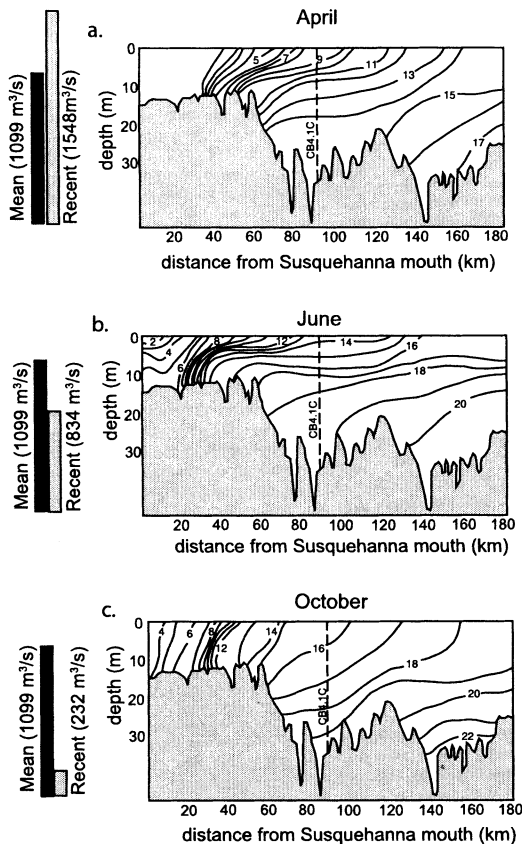 a.
April
Mean (1099 m³/s)
Recent (1548m³/s)
depth (m)
0
10
20
30
5
7
9
11
13
15
17
CB4.1C
20 40 60 80 100 120 140 160 180
distance from Susquehanna mouth (km)
b.
June
Mean (1099 m³/s)
Recent (834 m³/s)
depth (m)
0
10
20
30
2
4
6
8
12
14
16
18
20
CB4.1C
20 40 60 80 100 120 140 160 180
distance from Susquehanna mouth (km)
c.
October
Mean (1099 m³/s)
Recent (232 m³/s)
depth (m)
0
10
20
30
4
6
8
12
14
16
18
20
22
CB4.1C
20 40 60 80 100 120 140 160 180
distance from Susquehanna mouth (km)